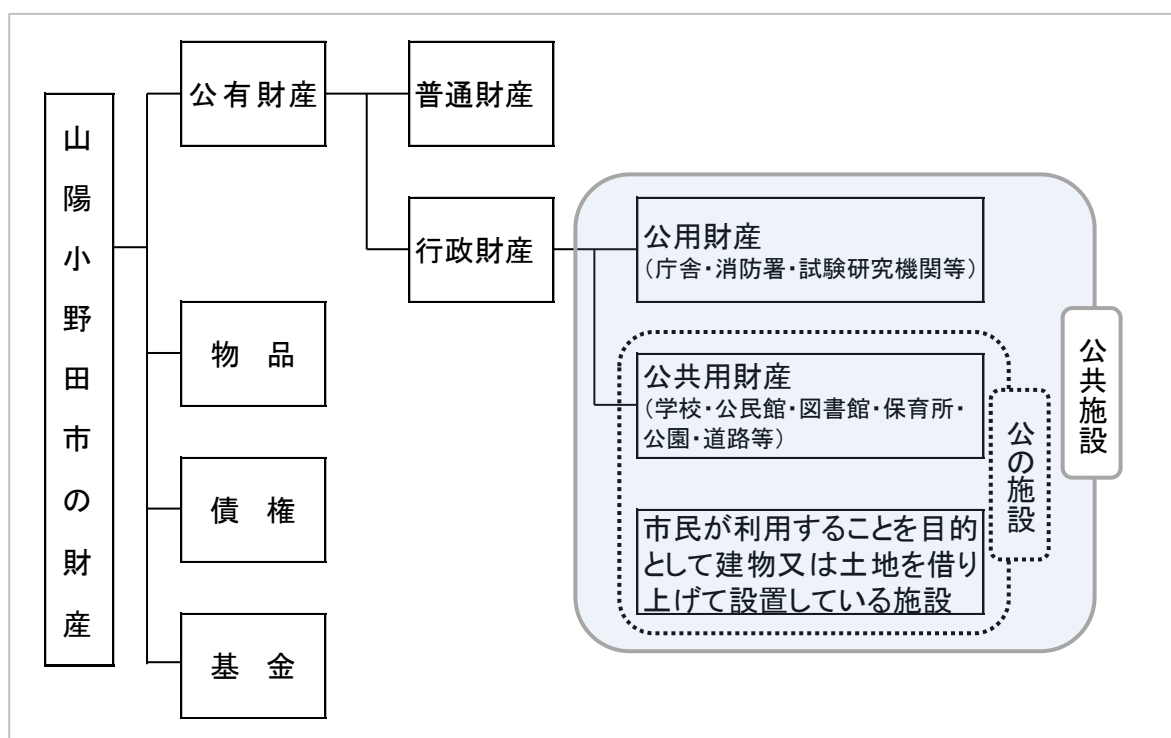 山陽小野田市の財産
公有財産
普通財産
行政財産
公用財産
（庁舎・消防署・試験研究機関等）
公共用財産
（学校・公民館・図書館・保育所・
公園・道路等）
市民が利用することを目的
として建物又は土地を借り
上げて設置している施設
公の施設
公共施設
物　品
債　権
基　金